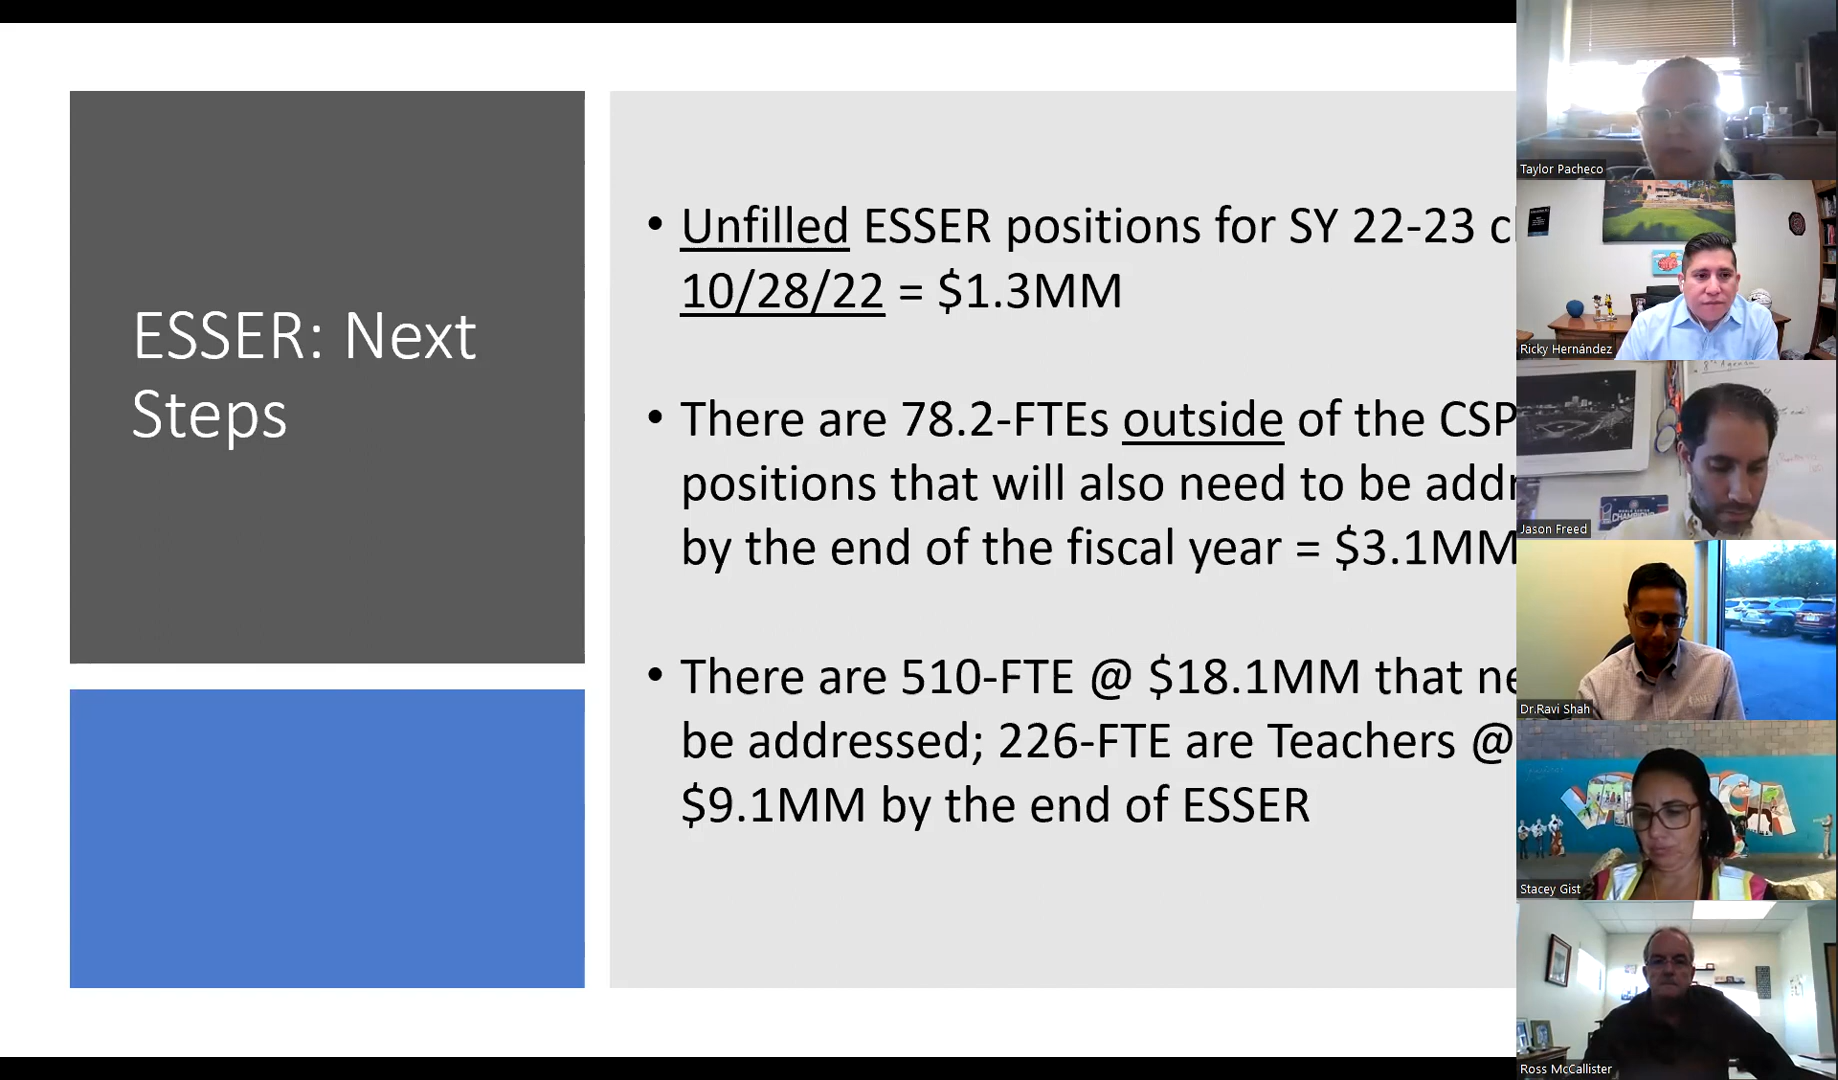 ESSER: Next
Steps
• Unfilled ESSER positions for SY 22-23
10/28/22 = $1.3MM
• There are 78.2-FTEs outside of the CSP
positions that will also need to be addr
by the end of the fiscal year = $3.1MM
• There are 510-FTE @ $18.1MM that ne
be addressed; 226-FTE are Teachers @
$9.1MM by the end of ESSER
Taylor Pacheco
Ricky Hernández
Jason Freed
CHAMPIONS
Dr.Ravi Shah
Stacey Gist
Ross McCallister